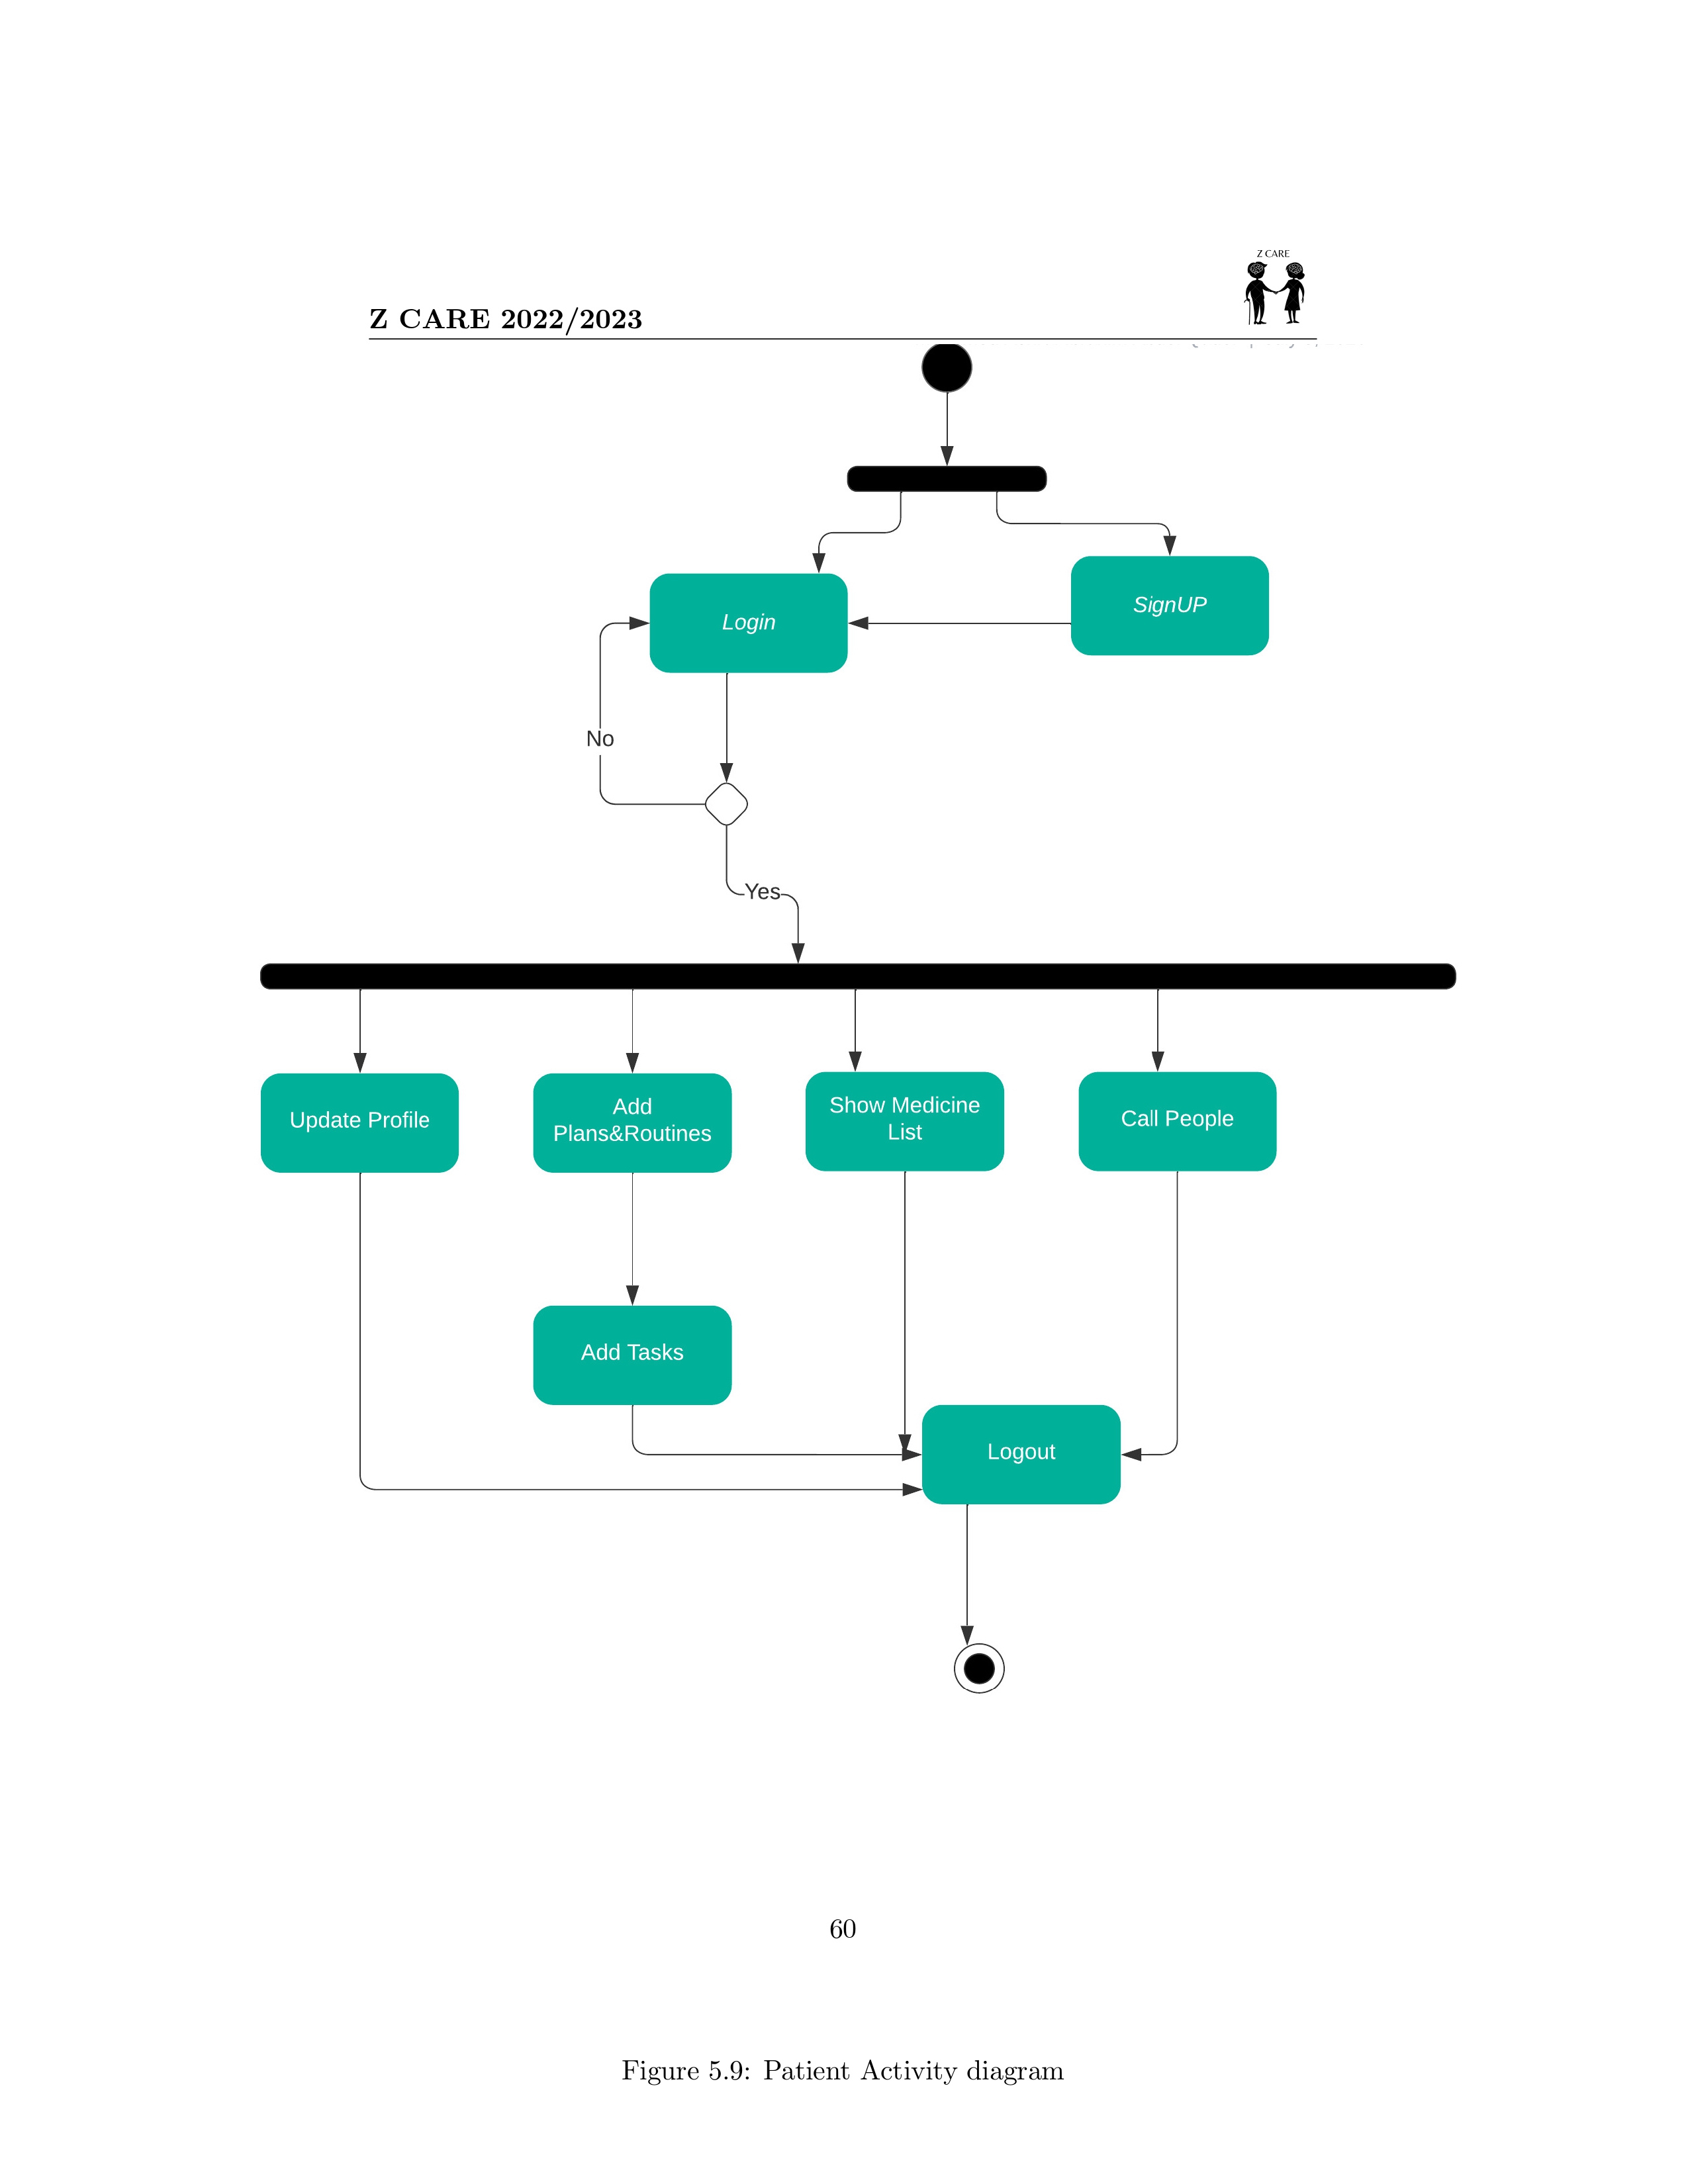 Z CARE
Z CARE 2022/2023
SignUP
Login
No
Yes
Update Profile
Add
Plans&Routines
Show Medicine
List
Call People
Add Tasks
Logout
60
Figure 5.9: Patient Activity diagram